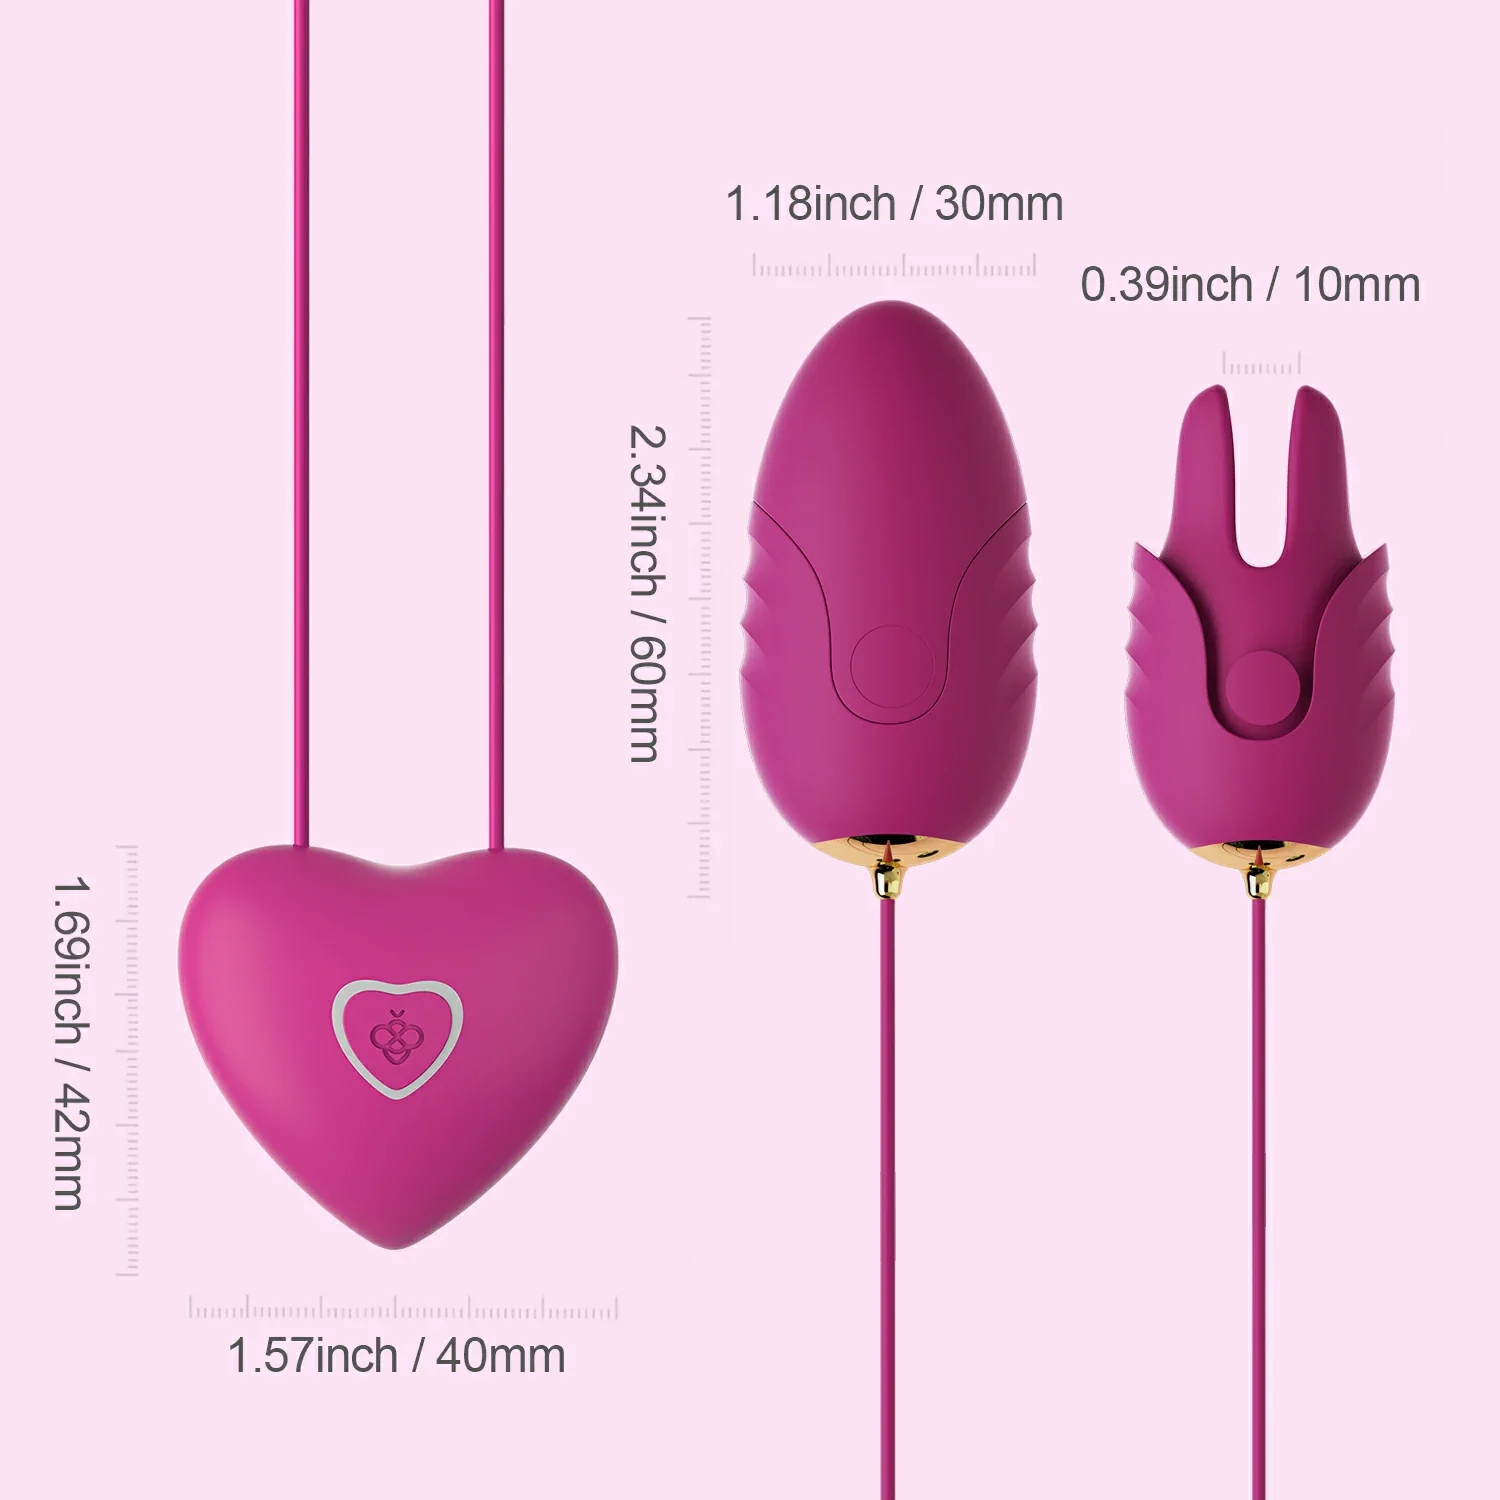 1.18inch / 30mm
0.39inch / 10mm
2.34inch / 60mm
1.69inch / 42mm
1.57inch / 40mm